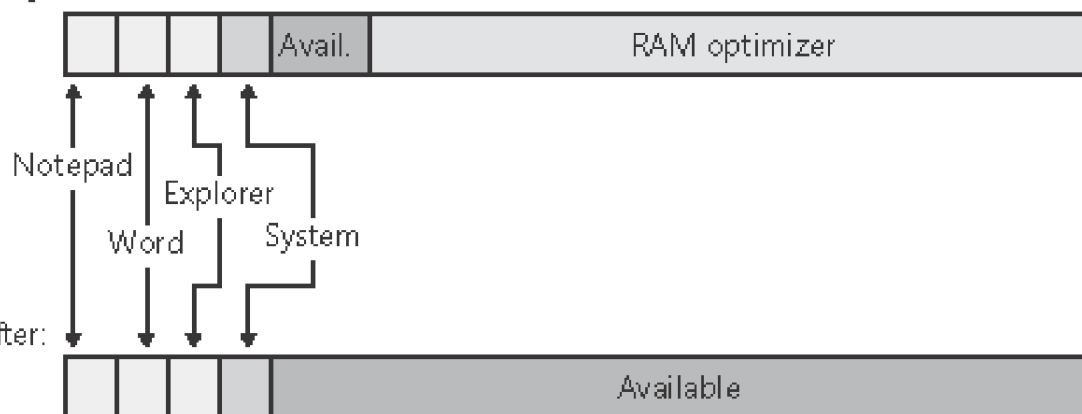 Avail. RAM optimizer
Notepad
Explorer
Word System
fter:
Available